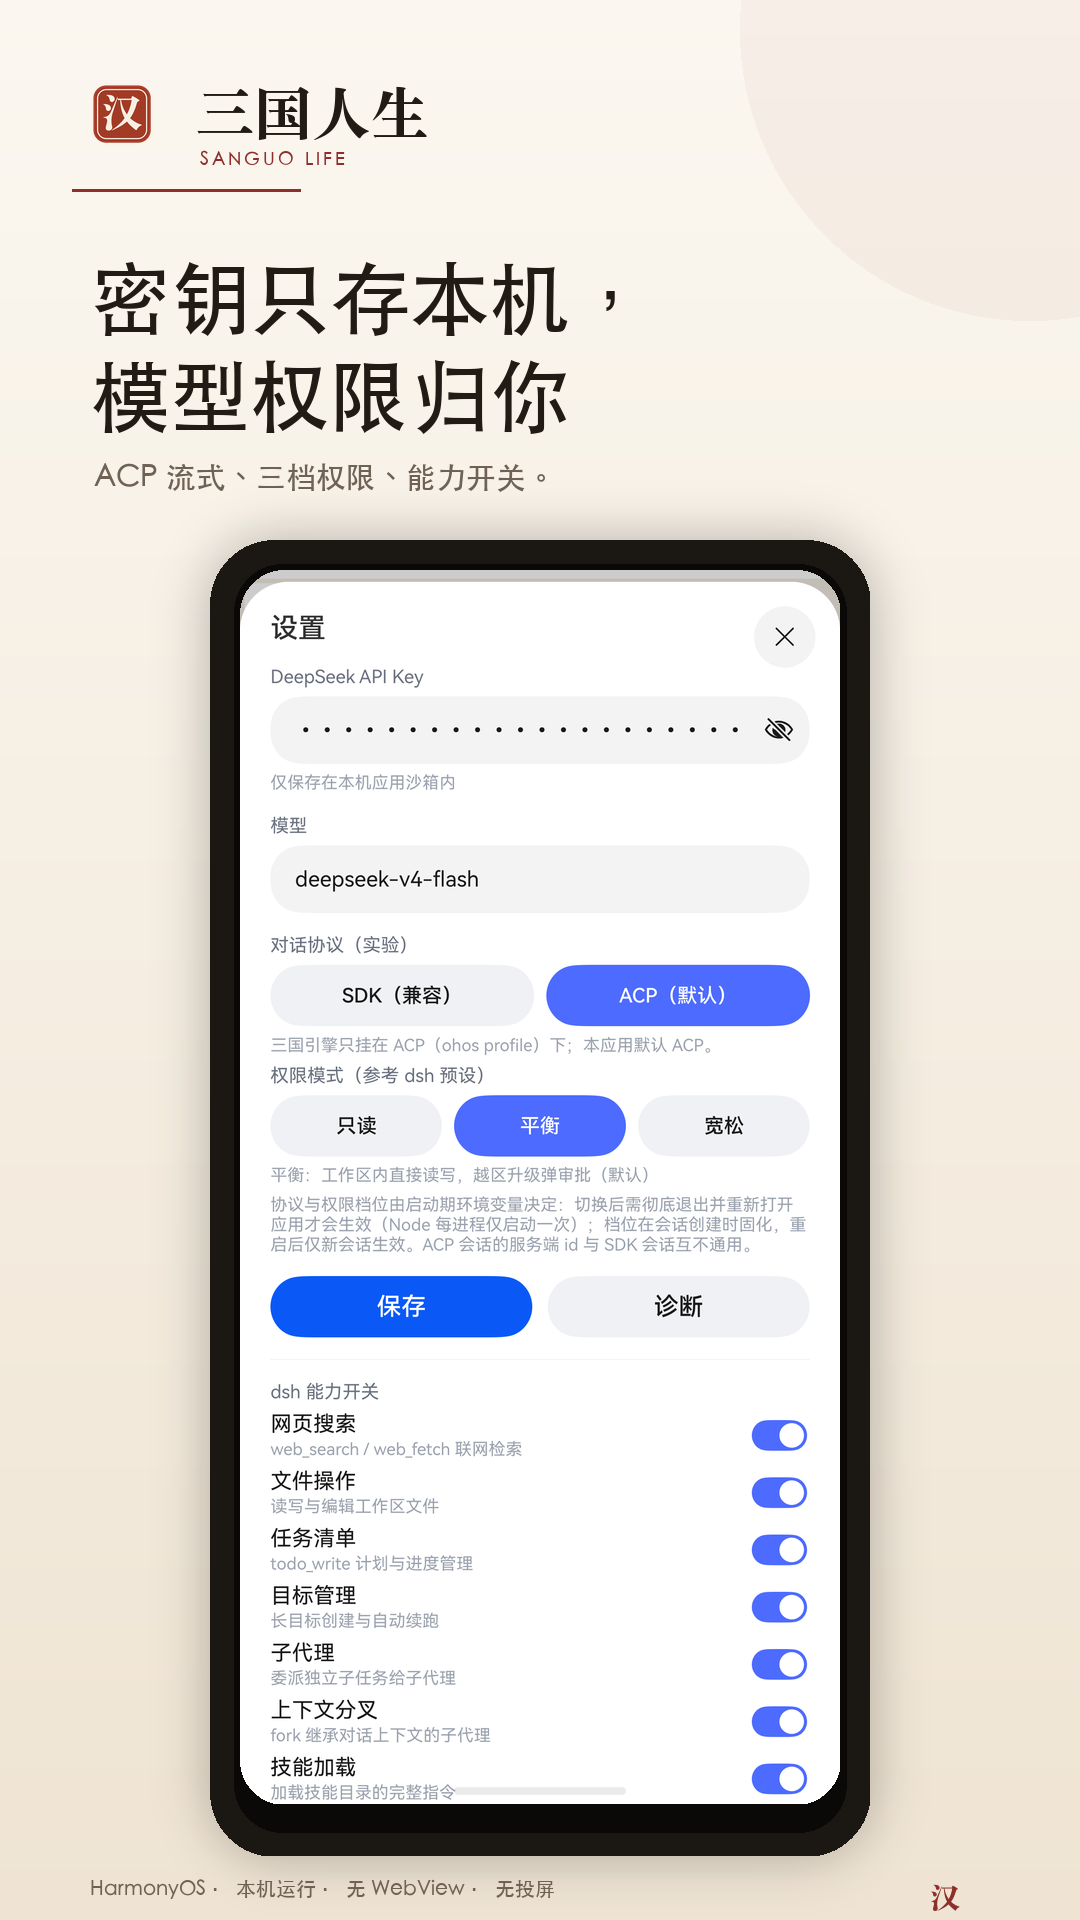 汉
三国人生
SANGUO LIFE
密钥只存本机，
模型权限归你
ACP 流式、三档权限、能力开关。
设置
DeepSeek API Key
仅保存在本机应用沙箱内
模型
deepseek-v4-flash
对话协议（实验）
SDK（兼容） ACP（默认）
三国引擎只挂在 ACP（ohos profile）下；本应用默认 ACP。
权限模式（参考 dsh 预设）
只读 平衡 宽松
平衡：工作区内直接读写，越区升级弹审批（默认）
协议与权限档位由启动期环境变量决定：切换后需彻底退出并重新打开
应用才会生效（Node 每进程仅启动一次）；档位在会话创建时固化，重
启后仅新会话生效。ACP 会话的服务端 id 与 SDK 会话互不通用。
保存 诊断
dsh 能力开关
网页搜索
web_search / web_fetch 联网检索
文件操作
读写与编辑工作区文件
任务清单
todo_write 计划与进度管理
目标管理
长目标创建与自动续跑
子代理
委派独立子任务给子代理
上下文分叉
fork 继承对话上下文的子代理
技能加载
加载技能目录的完整指令
HarmonyOS · 本机运行 · 无 WebView · 无投屏
汉